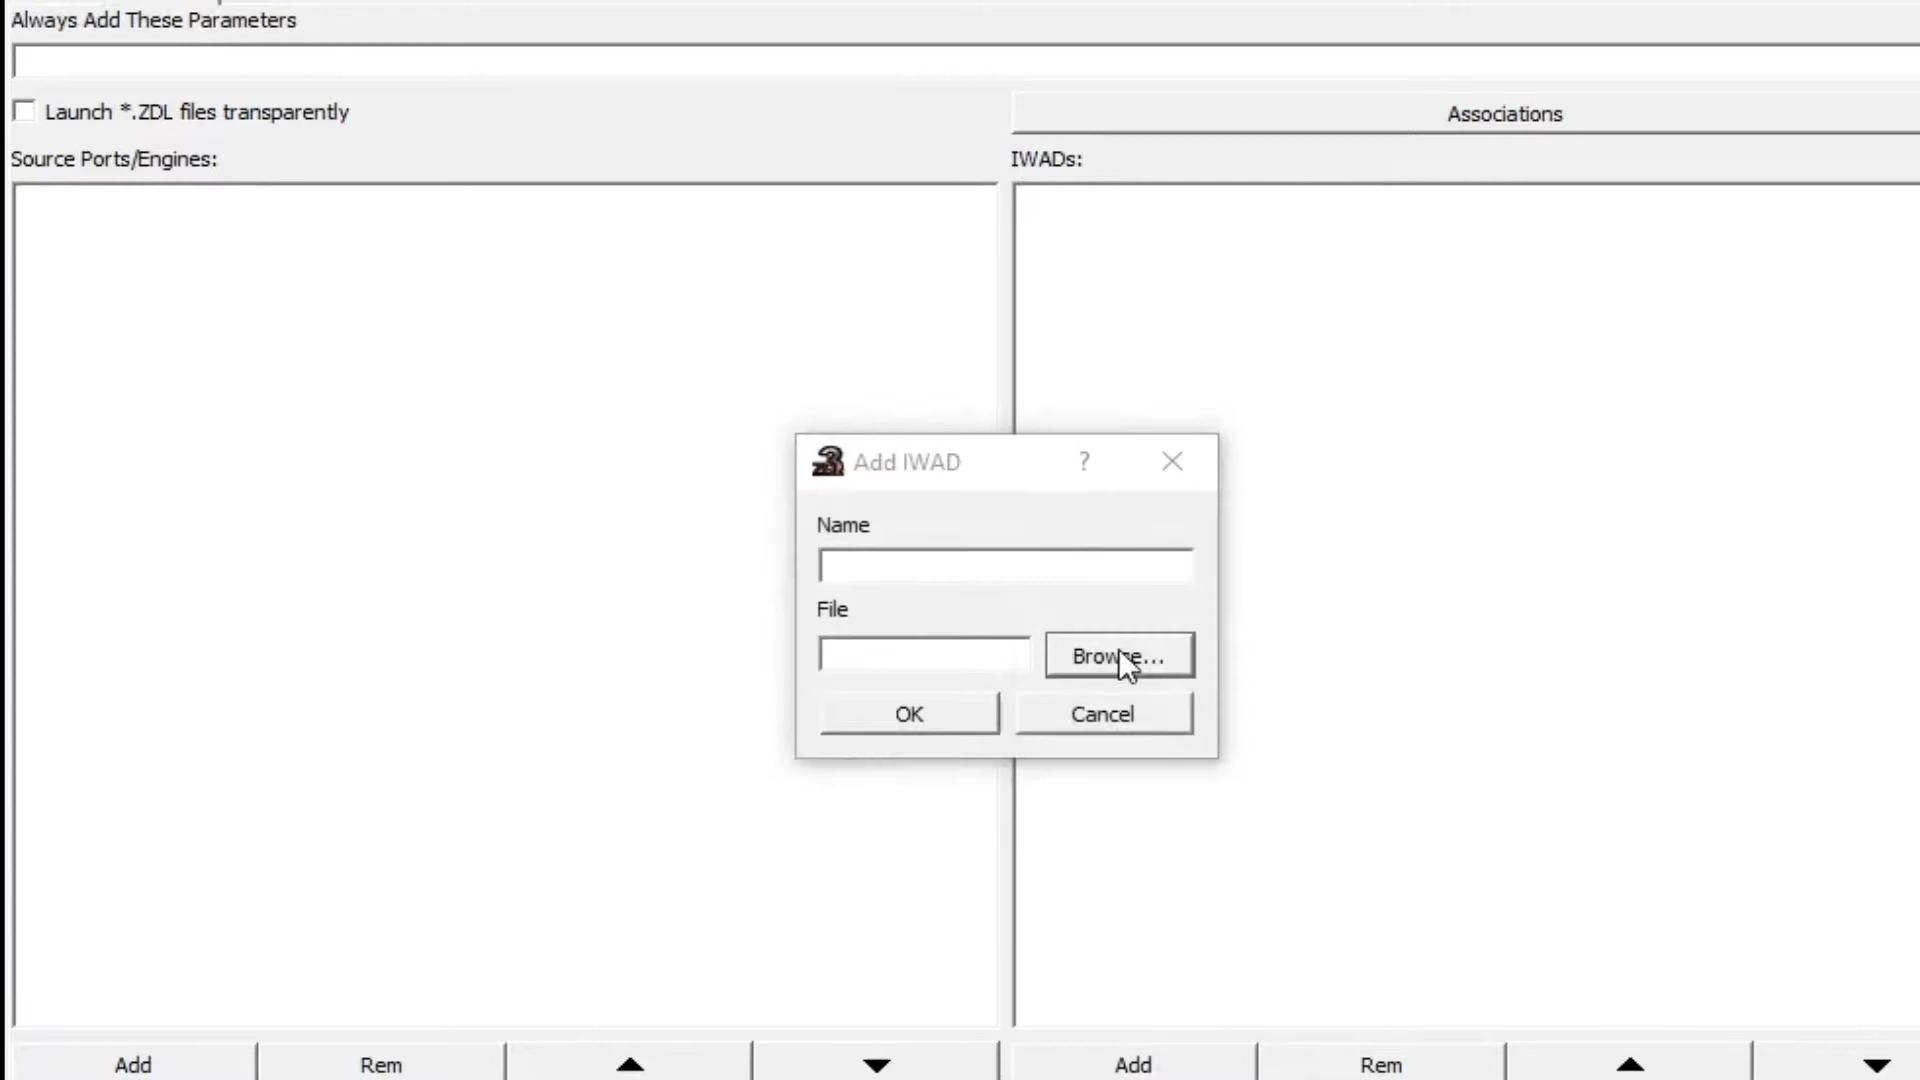 Always Add These Parameters
Launch *.ZDL files transparently
Associations
Source Ports/Engines:
IWADs:
Add IWAD
?
Name
File
Browse...
OK
Cancel
Add
Rem
Add
Rem